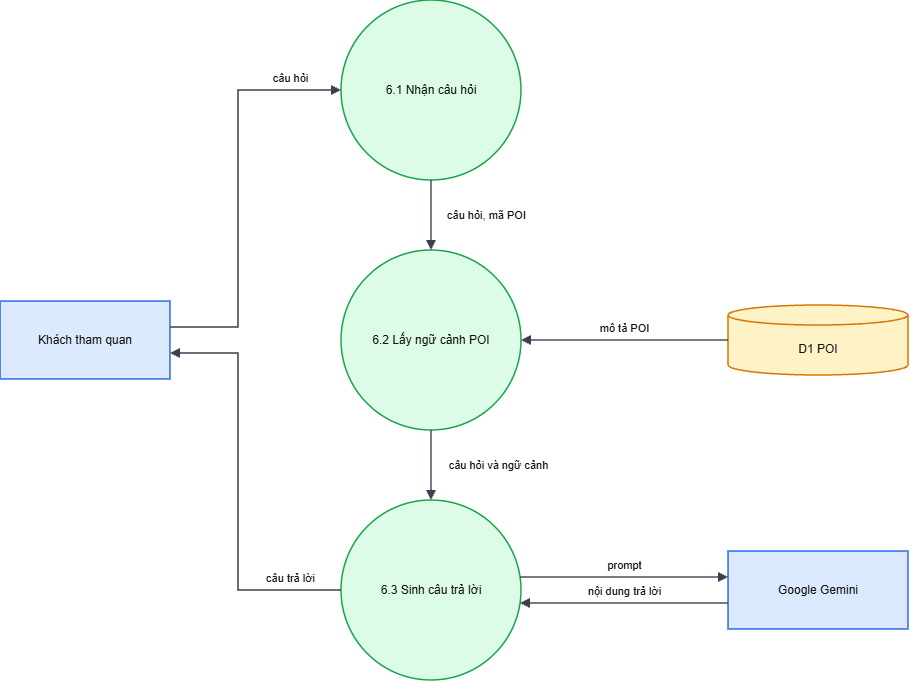 câu hỏi
6.1 Nhận câu hỏi
câu hỏi, mã POI
Khách tham quan
6.2 Lấy ngữ cảnh POI
mô tả POI
D1 POI
câu hỏi và ngữ cảnh
câu trả lời
6.3 Sinh câu trả lời
prompt
nội dung trả lời
Google Gemini